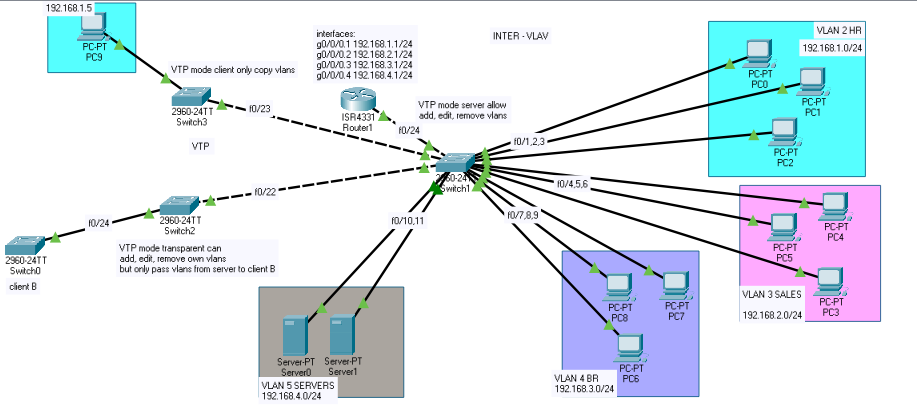 192.168.1.5
PC-PT
PC9
VTP mode client only copy vlans
2960-24TT
Switch3
f0/23
VTP
interfaces:
g0/0/0.1 192.168.1.1/24
g0/0/0.2 192.168.2.1/24
g0/0/0.3 192.168.3.1/24
g0/0/0.4 192.168.4.1/24
ISR4331
Router1
f0/24
VTP mode server allow
add, edit, remove vlans
INTER - VLAV
VLAN 2 HR
192.168.1.0/24
PC-PT
PC0
PC-PT
PC1
PC-PT
PC2
f0/1,2,3
2960-24TT
Switch1
f0/4,5,6
PC-PT
PC4
PC-PT
PC5
PC-PT
PC3
VLAN 3 SALES
192.168.2.0/24
f0/22
2960-24TT
Switch2
f0/24
2960-24TT
Switch0
client B
VTP mode transparent can
add, edit, remove own vlans
but only pass vlans from server to client B
f0/10,11
f0/7,8,9
Server-PT
Server0
Server-PT
Server1
VLAN 5 SERVERS
192.168.4.0/24
PC-PT
PC8
PC-PT
PC7
PC-PT
PC6
VLAN 4 BR
192.168.3.0/24